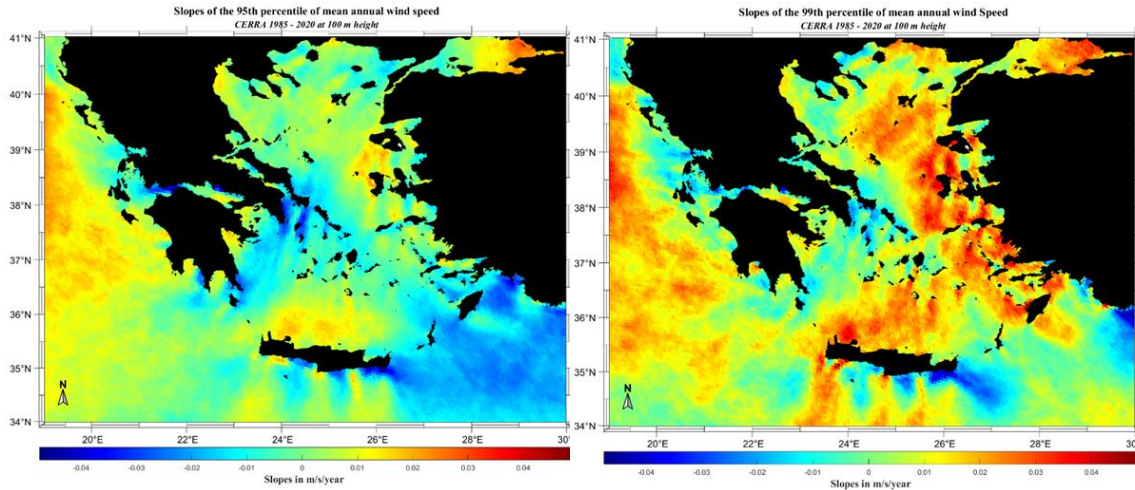 Slopes of the 95th percentile of mean annual wind speed
CERRA 1985 - 2020 at 100 m height
41°N
40°N
39°N
38°N
37°N
36°N
35°N
34°N
N
20°E 22°E 24°E 26°E 28°E 30°
-0.04 -0.03 -0.02 -0.01 0 0.01 0.02 0.03 0.04
Slopes in m/s/year
Slopes of the 99th percentile of mean annual wind Speed
CERRA 1985 - 2020 at 100 m height
41°N
40°N
39°N
38°N
37°N
36°N
35°N
34°N
N
20°E 22°E 24°E 26°E 28°E 30°
-0.04 -0.03 -0.02 -0.01 0 0.01 0.02 0.03 0.04
Slopes in m/s/year